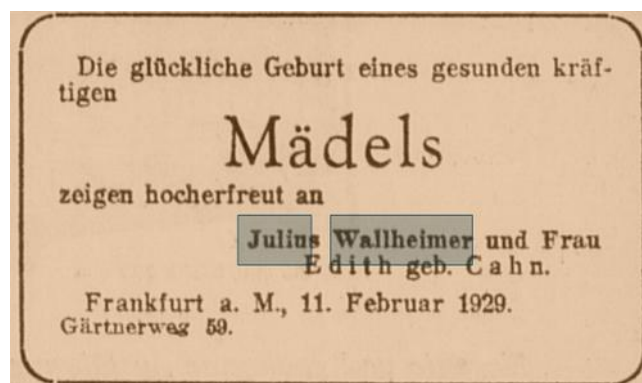 Die glückliche Geburt eines gesunden kräf-
tigen
Mädels
zeigen hocherfreut an
Julius Wallheimer und Frau
Edith geb. Cahn.
Frankfurt a. M., 11. Februar 1929.
Gärtnerweg 59.